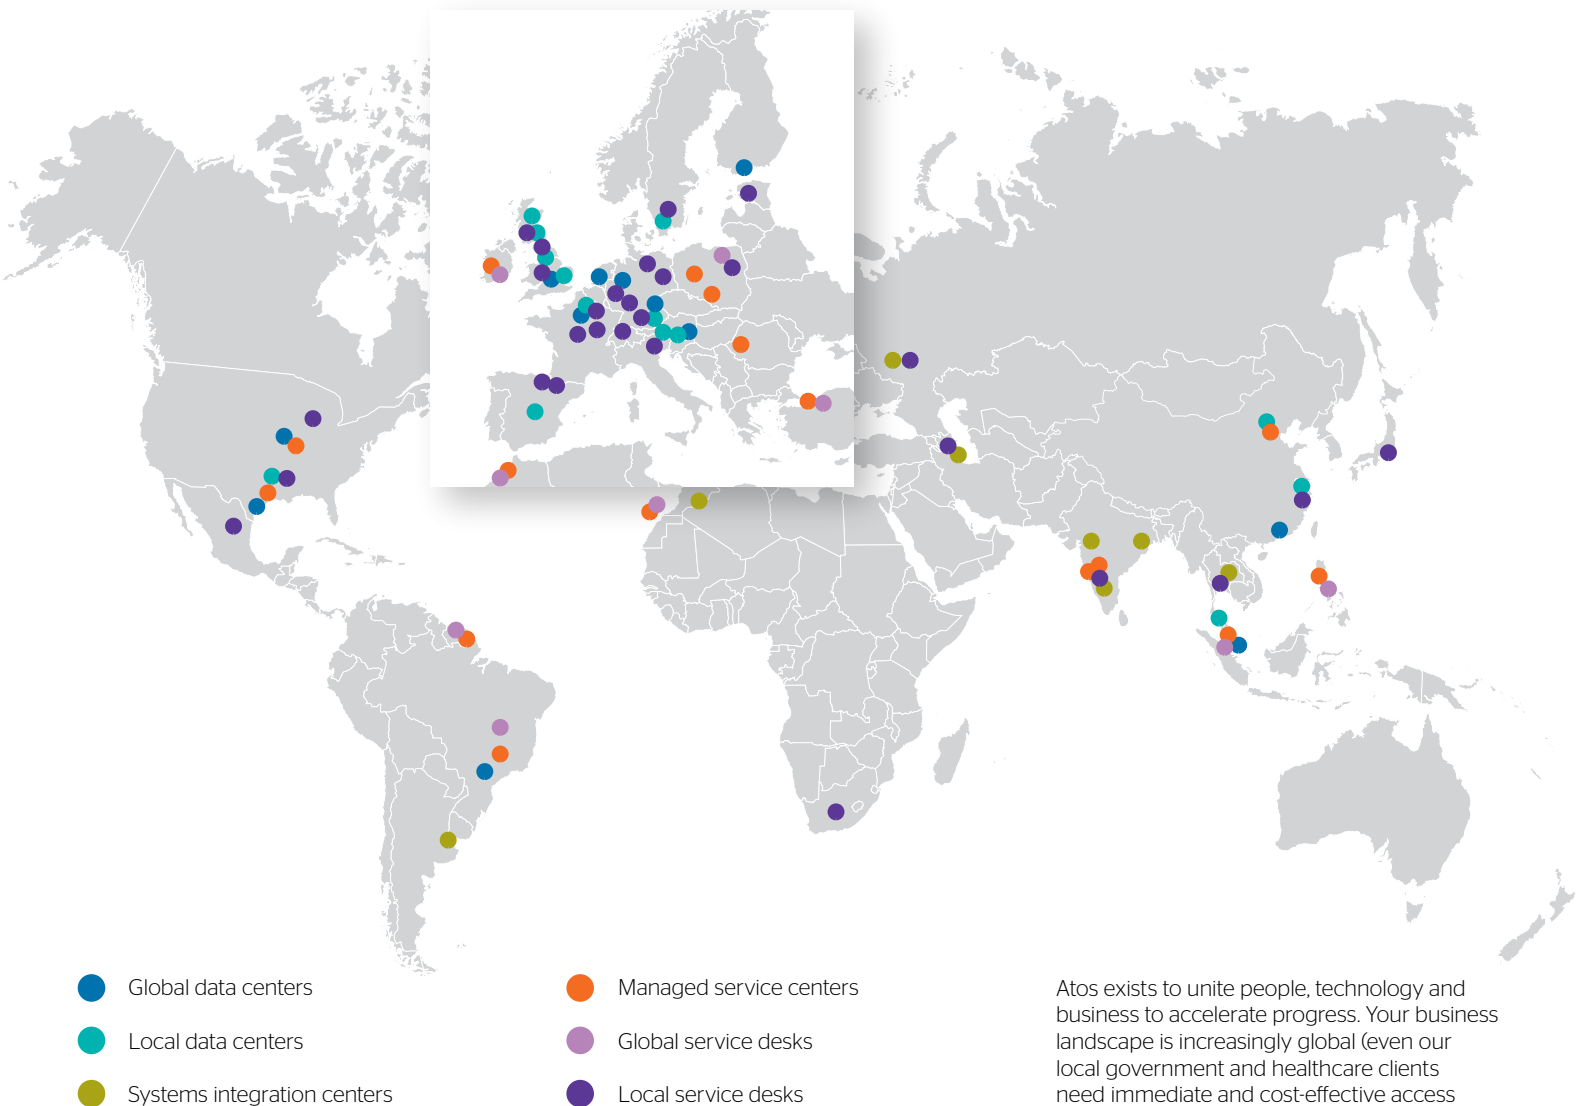 Global data centers
Local data centers
Systems integration centers
Managed service centers
Global service desks
Local service desks
Atos exists to unite people, technology and
business to accelerate progress. Your business
landscape is increasingly global (even our
local government and healthcare clients
need immediate and cost-effective access